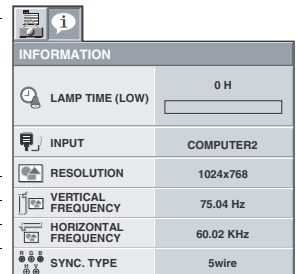 i
INFORMATION
LAMP TIME (LOW)
0 H
INPUT
COMPUTER2
RESOLUTION
1024x768
VERTICAL
FREQUENCY
75.04 Hz
HORIZONTAL
FREQUENCY
60.02 KHz
R G B
H V
SYNC. TYPE
5wire